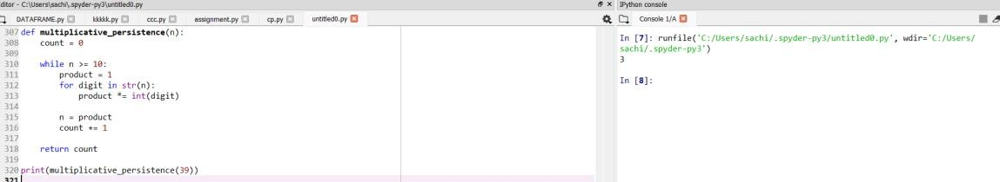 ditor - C:\Users\sachi\.spyder-py3\untitled0.py
DATAFRAME.py kkkkk.py ccc.py assignment.py cp.py untitled0.py
307 def multiplicative_persistence(n):
308     count = 0
309
310     while n >= 10:
311         product = 1
312         for digit in str(n):
313             product *= int(digit)
314
315         n = product
316         count += 1
317
318     return count
319
320 print(multiplicative_persistence(39))
321
IPython console
Console 1/A
In [7]: runfile('C:/Users/sachi/.spyder-py3/untitled0.py', wdir='C:/Users/
sachi/.spyder-py3')
3
In [8]: